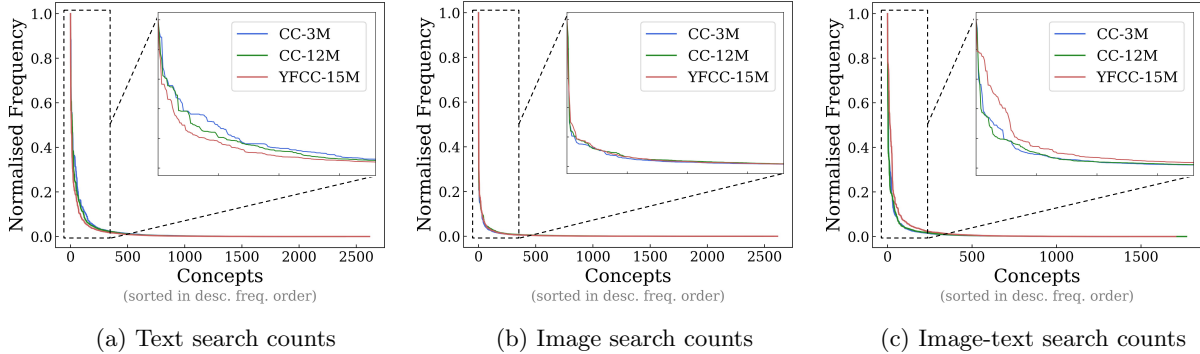 Normalised Frequency
1.0
0.8
0.6
0.4
0.2
0.0
CC-3M
CC-12M
YFCC-15M
0 500 1000 1500 2000 2500
Concepts
(sorted in desc. freq. order)
(a) Text search counts
Normalised Frequency
1.0
0.8
0.6
0.4
0.2
0.0
CC-3M
CC-12M
YFCC-15M
0 500 1000 1500 2000 2500
Concepts
(sorted in desc. freq. order)
(b) Image search counts
Normalised Frequency
1.0
0.8
0.6
0.4
0.2
0.0
CC-3M
CC-12M
YFCC-15M
0 500 1000 1500
Concepts
(sorted in desc. freq. order)
(c) Image-text search counts